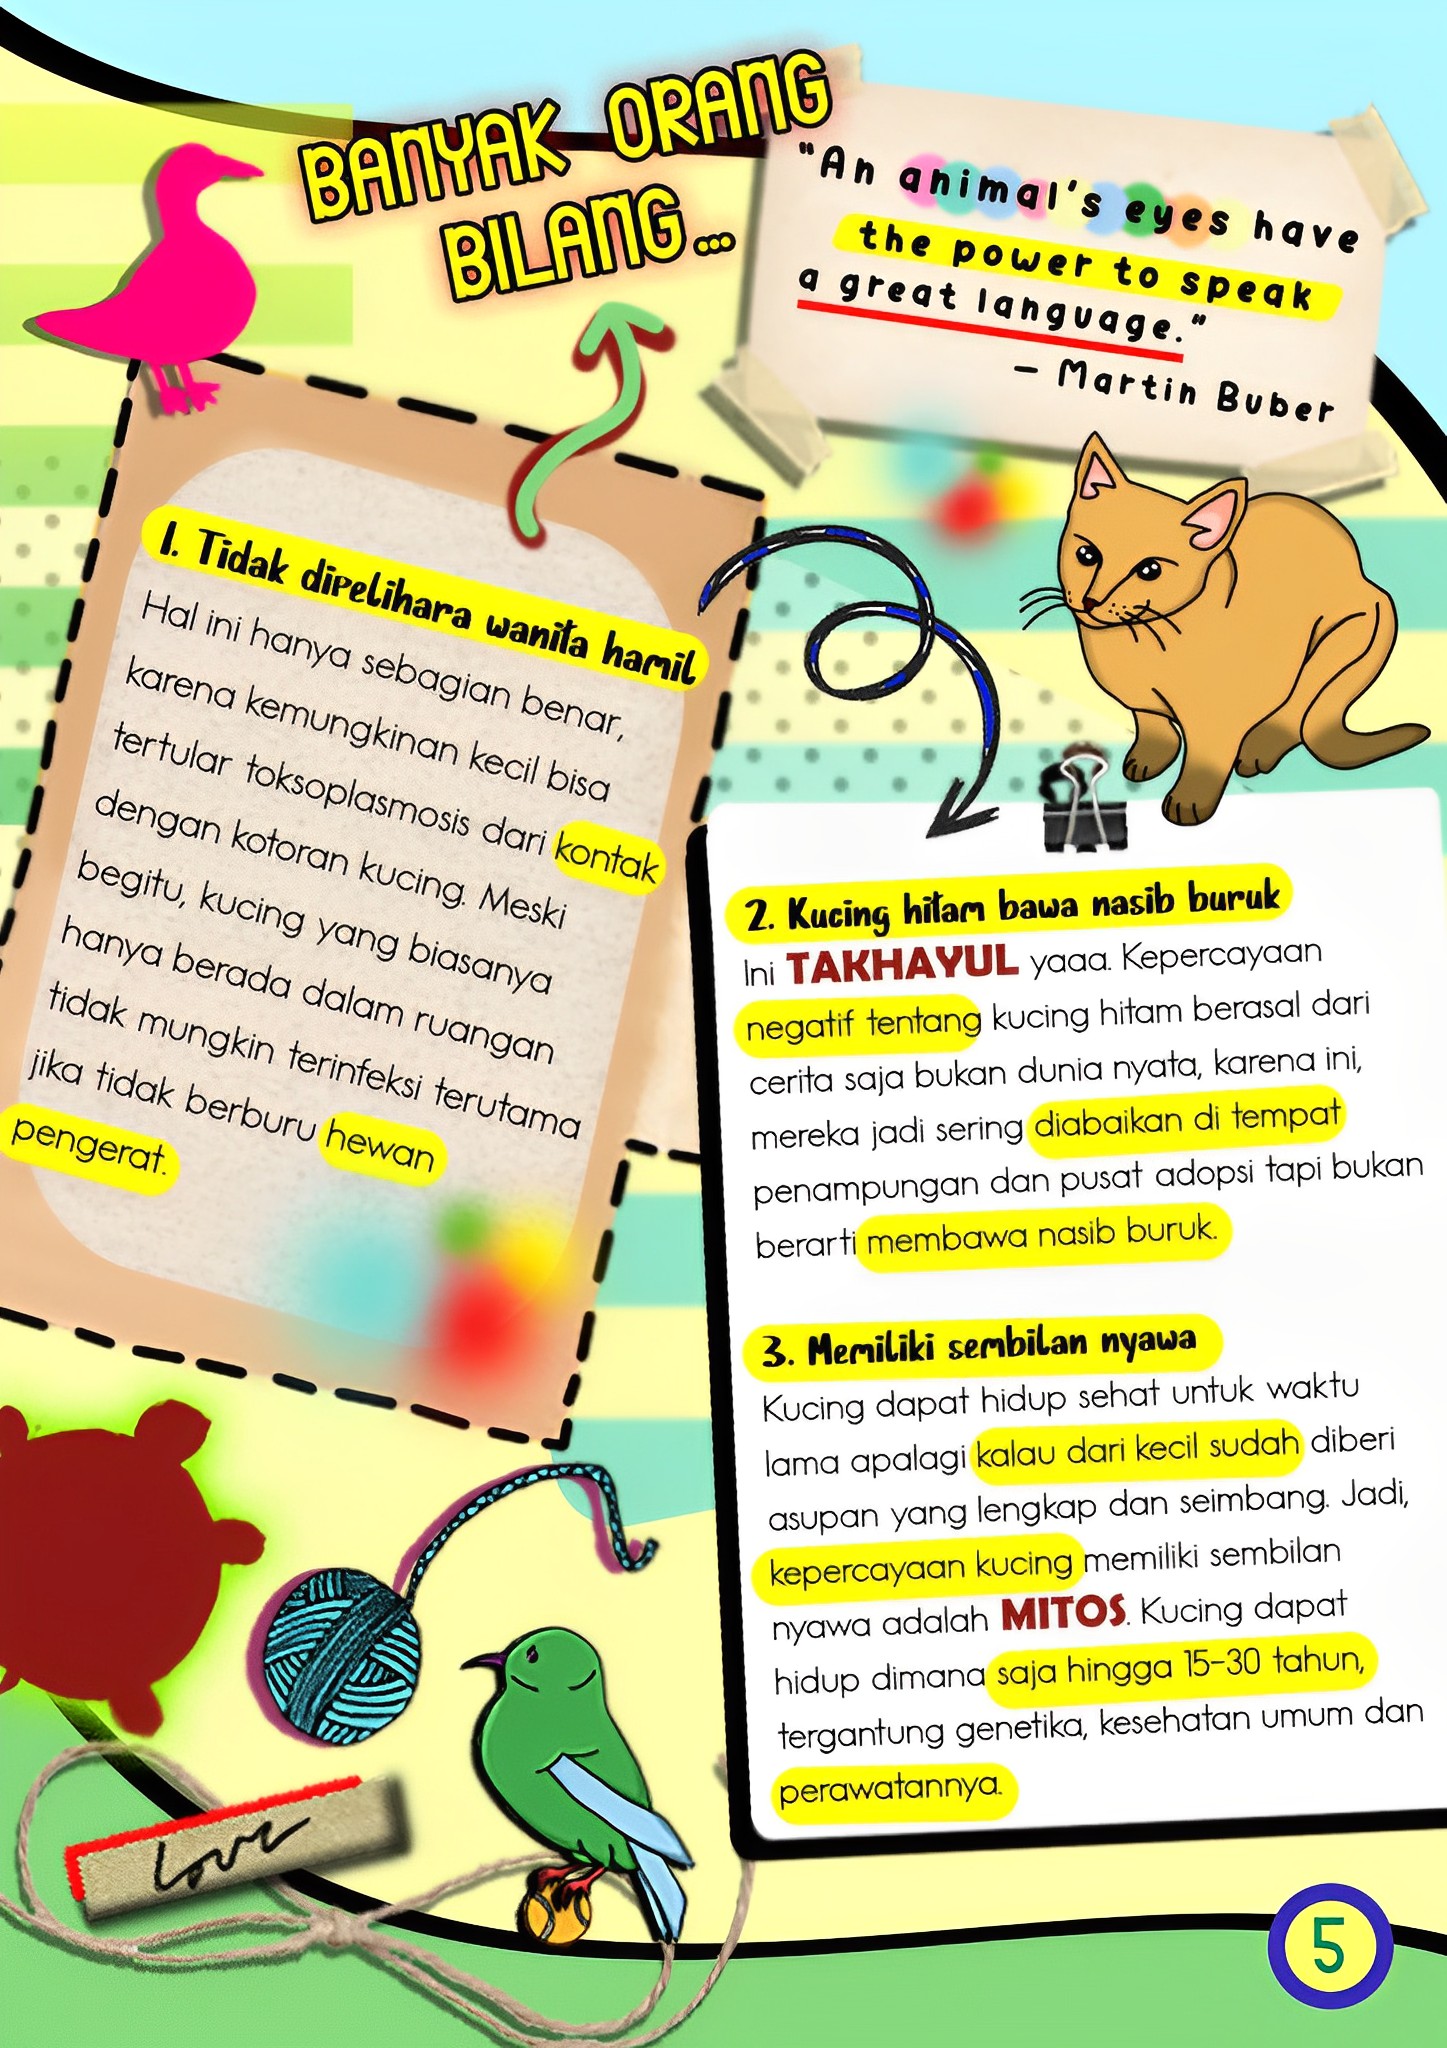 BANYAK ORANG
BILANG...
"An animal's eyes have
the power to speak
a great language."
– Martin Buber
1. Tidak dipelihara wanita hamil
Hal ini hanya sebagian benar,
karena kemungkinan kecil bisa
tertular toksoplasmosis dari kontak
dengan kotoran kucing. Meski
begitu, kucing yang biasanya
hanya berada dalam ruangan
tidak mungkin terinfeksi terutama
jika tidak berburu hewan
pengerat.
2. Kucing hitam bawa nasib buruk
Ini TAKHAYUL yaaa. Kepercayaan
negatif tentang kucing hitam berasal dari
cerita saja bukan dunia nyata, karena ini,
mereka jadi sering diabaikan di tempat
penampungan dan pusat adopsi tapi bukan
berarti membawa nasib buruk.
3. Memiliki sembilan nyawa
Kucing dapat hidup sehat untuk waktu
lama apalagi kalau dari kecil sudah diberi
asupan yang lengkap dan seimbang. Jadi,
kepercayaan kucing memiliki sembilan
nyawa adalah MITOS. Kucing dapat
hidup dimana saja hingga 15-30 tahun,
tergantung genetika, kesehatan umum dan
perawatannya.
Love
5